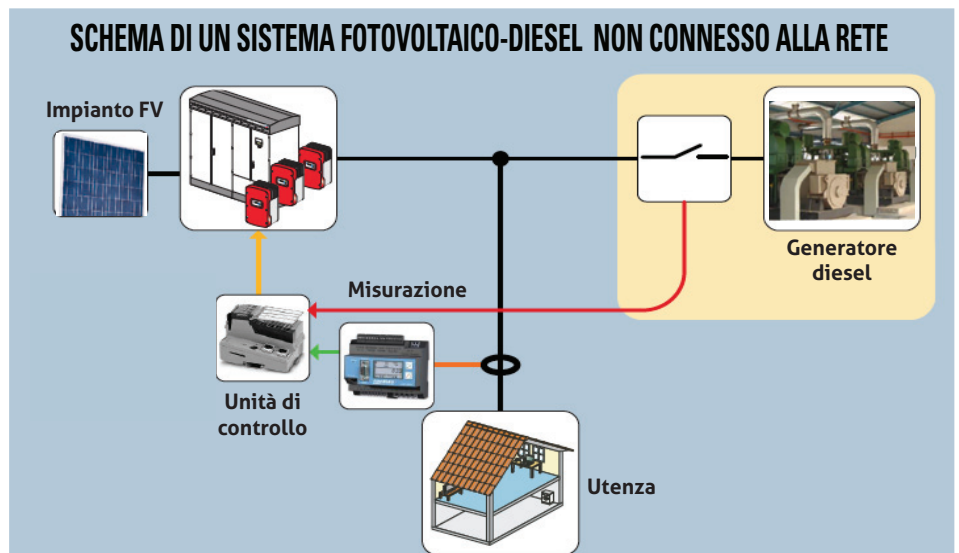 SCHEMA DI UN SISTEMA FOTOVOLTAICO-DIESEL NON CONNESSO ALLA RETE
Impianto FV
Generatore
diesel
Misurazione
Unità di
controllo
Utenza